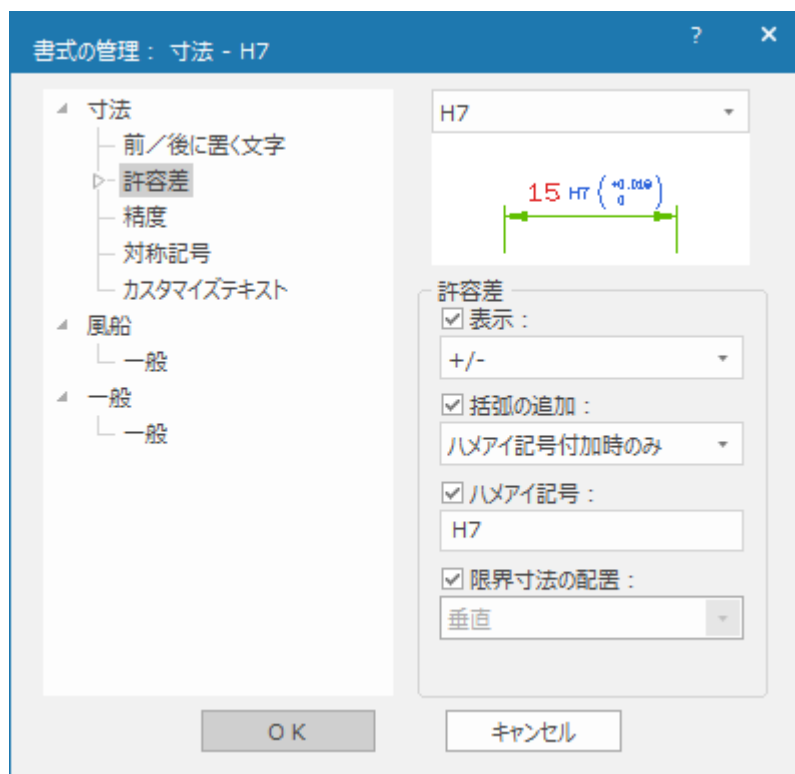 書式の管理： 寸法 - H7
?
×
寸法
前／後に置く文字
許容差
精度
対称記号
カスタマイズテキスト
風船
一般
一般
一般
H7
15 H7 (+0.018 0)
許容差
表示：
+/-
括弧の追加：
ハメアイ記号付加時のみ
ハメアイ記号：
H7
限界寸法の配置：
垂直
OK
キャンセル